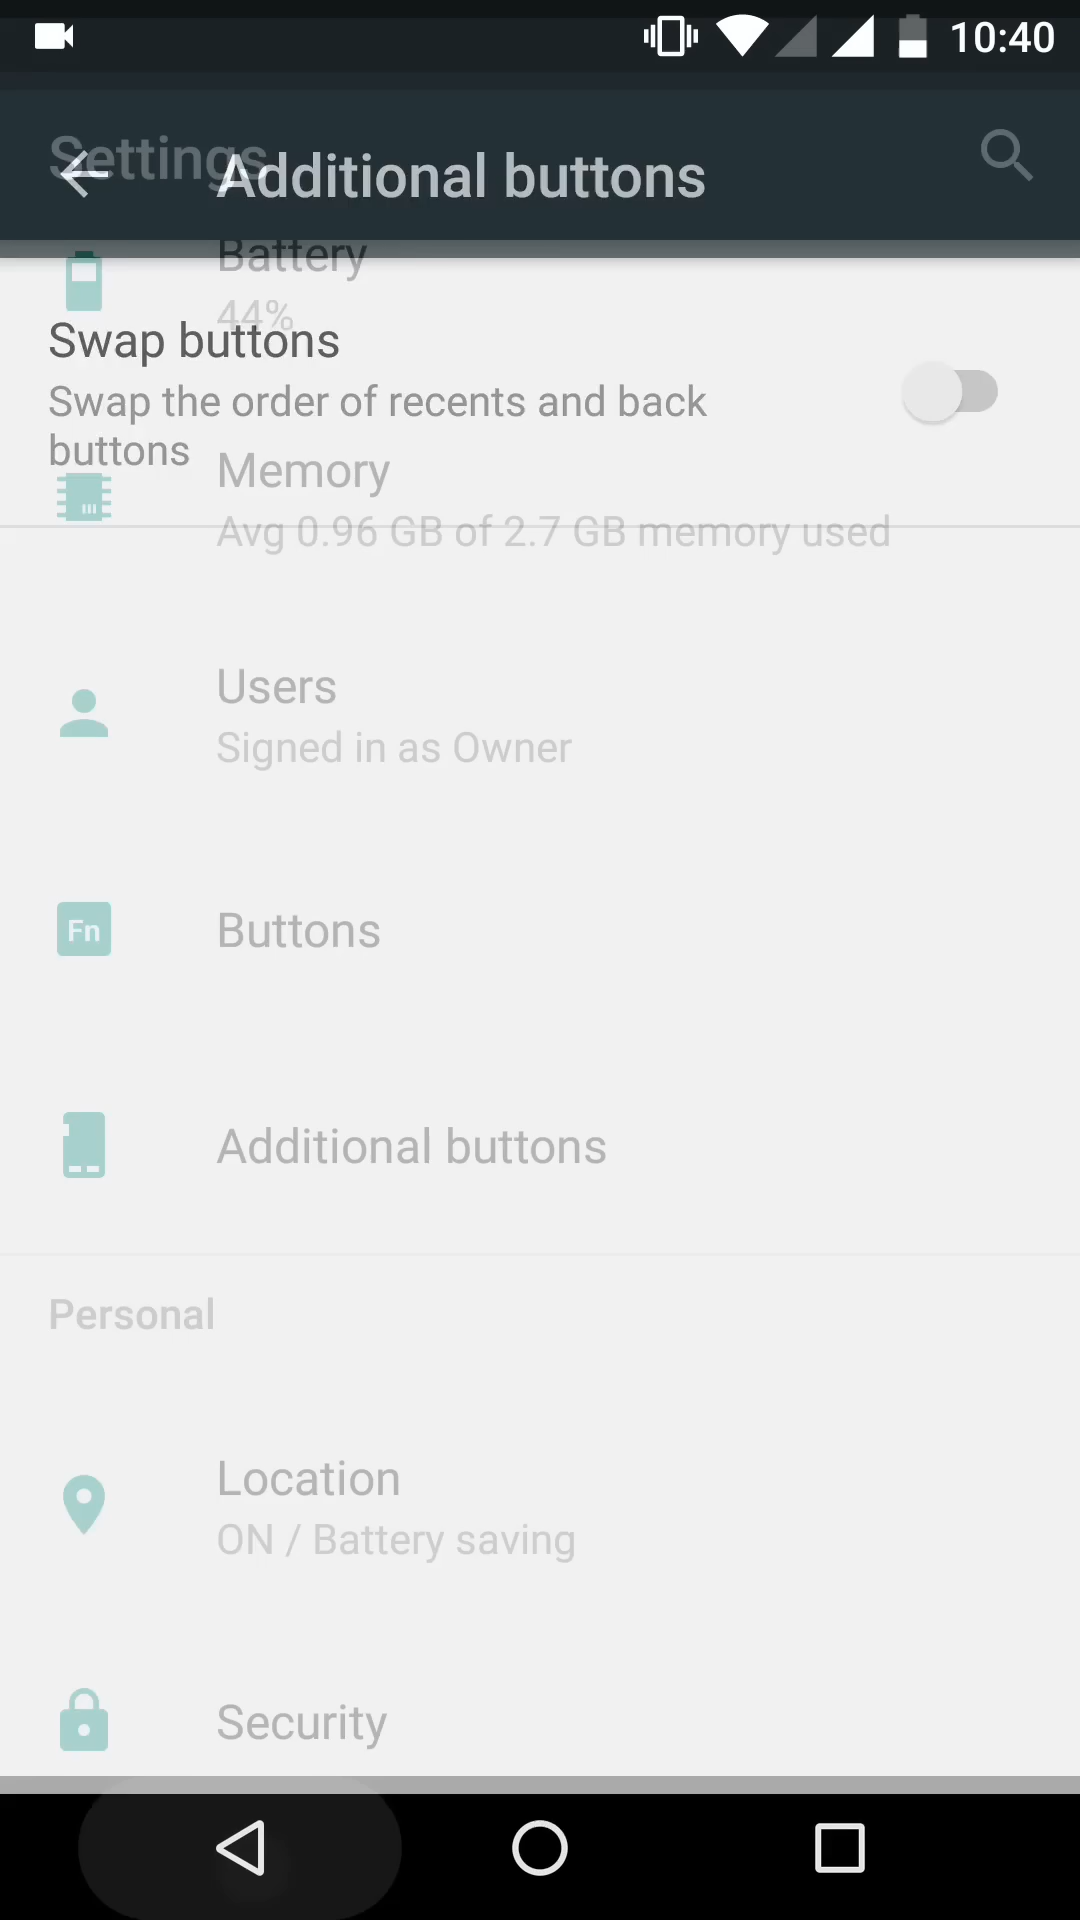 10:40
Settings
Additional buttons
Battery
44%
Swap buttons
Swap the order of recents and back
buttons
Memory
Avg 0.96 GB of 2.7 GB memory used
Users
Signed in as Owner
Fn
Buttons
Additional buttons
Personal
Location
ON / Battery saving
Security